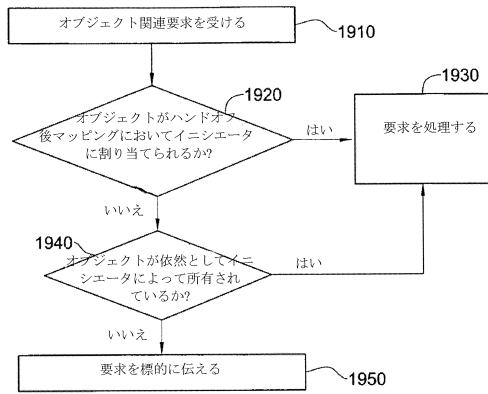 オブジェクト関連要求を受ける
1910
1920
オブジェクトがハンドオフ
後マッピングにおいてイニシエータ
に割り当てられるか?
はい
1930
要求を処理する
いいえ
1940
オブジェクトが依然としてイニ
シエータによって所有され
ているか?
はい
いいえ
要求を標的に伝える
1950